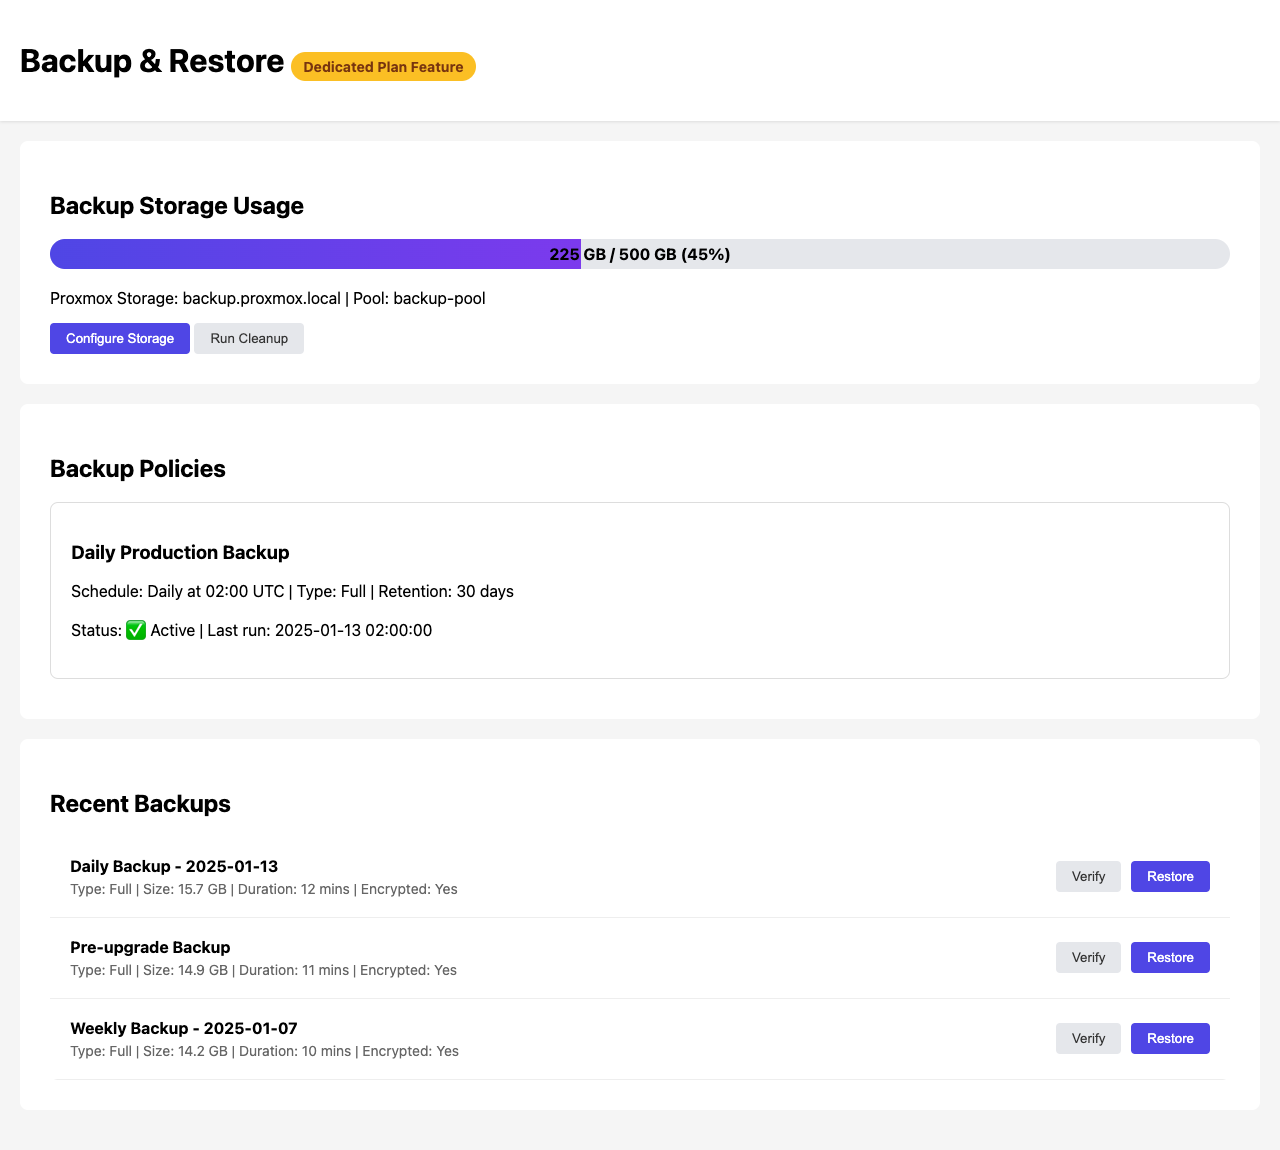 Backup & Restore Dedicated Plan Feature
Backup Storage Usage
225 GB / 500 GB (45%)
Proxmox Storage: backup.proxmox.local | Pool: backup-pool
Configure Storage Run Cleanup
Backup Policies
Daily Production Backup
Schedule: Daily at 02:00 UTC | Type: Full | Retention: 30 days
Status: ✅ Active | Last run: 2025-01-13 02:00:00
Recent Backups
Daily Backup - 2025-01-13
Type: Full | Size: 15.7 GB | Duration: 12 mins | Encrypted: Yes
Verify Restore
Pre-upgrade Backup
Type: Full | Size: 14.9 GB | Duration: 11 mins | Encrypted: Yes
Verify Restore
Weekly Backup - 2025-01-07
Type: Full | Size: 14.2 GB | Duration: 10 mins | Encrypted: Yes
Verify Restore